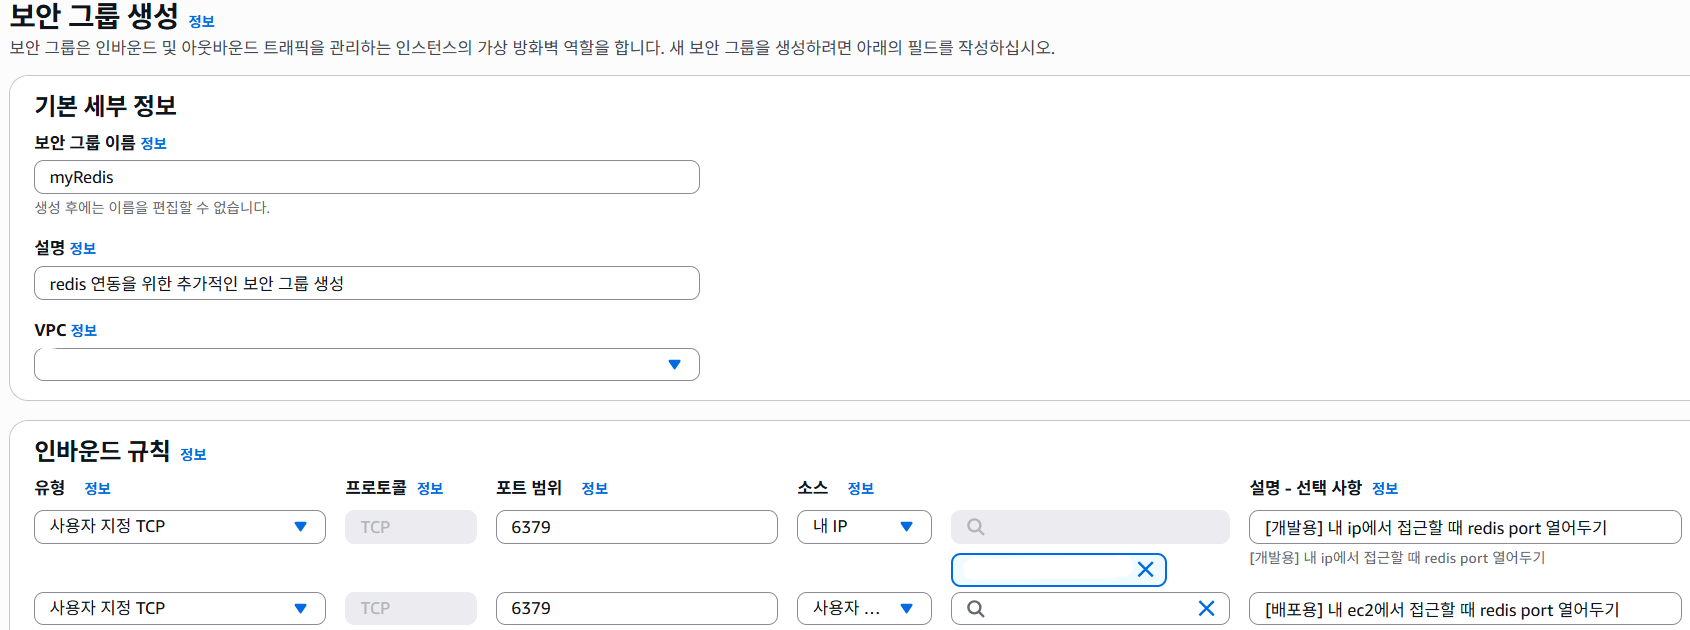 보안 그룹 생성 정보
보안 그룹은 인바운드 및 아웃바운드 트래픽을 관리하는 인스턴스의 가상 방화벽 역할을 합니다. 새 보안 그룹을 생성하려면 아래의 필드를 작성하십시오.
기본 세부 정보
보안 그룹 이름 정보
myRedis
생성 후에는 이름을 편집할 수 없습니다.
설명 정보
redis 연동을 위한 추가적인 보안 그룹 생성
VPC 정보
인바운드 규칙 정보
유형 정보 프로토콜 정보 포트 범위 정보 소스 정보 설명 - 선택 사항 정보
사용자 지정 TCP TCP 6379 내 IP [개발용] 내 ip에서 접근할 때 redis port 열어두기
[개발용] 내 ip에서 접근할 때 redis port 열어두기
사용자 지정 TCP TCP 6379 사용자 ... [배포용] 내 ec2에서 접근할 때 redis port 열어두기